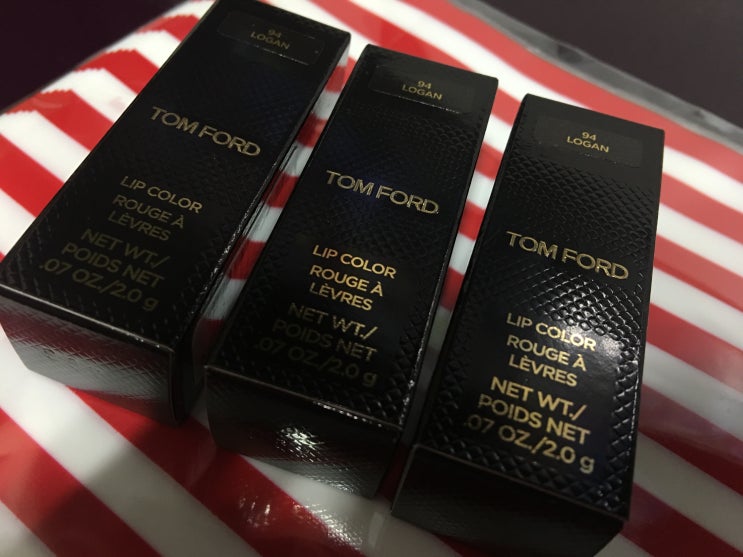 94
LOGAN
TOM FORD
LIP COLOR
ROUGE À
LÈVRES
NET WT./
POIDS NET
.07 OZ./2.0 g
94
LOGAN
TOM FORD
LIP COLOR
ROUGE À
LÈVRES
NET WT./
POIDS NET
.07 OZ./2.0 g
94
LOGAN
TOM FORD
LIP COLOR
ROUGE À
LÈVRES
NET WT./
POIDS NET
.07 OZ./2.0 g